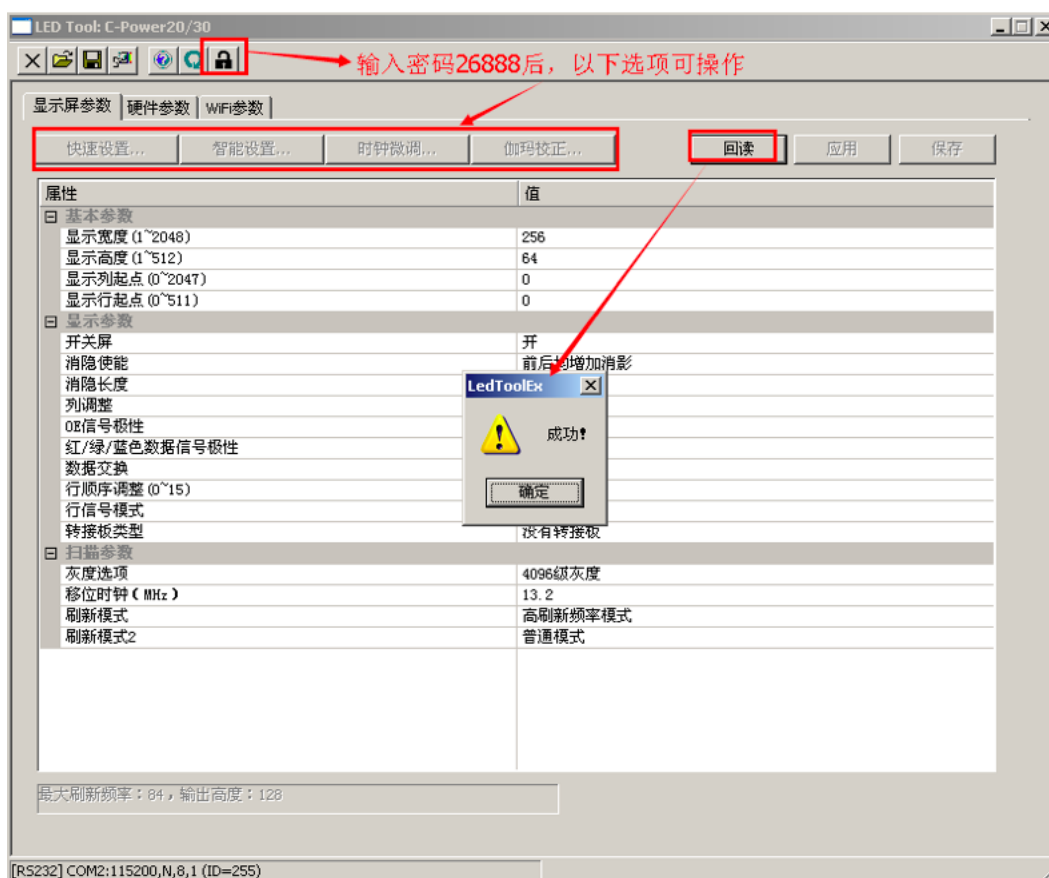 LED Tool: C-Power20/30
输入密码26888后，以下选项可操作
显示屏参数 硬件参数 WiFi参数
快速设置... 智能设置... 时钟微调... 伽玛校正... 回读 应用 保存
属性 值
基本参数
显示宽度(1~2048) 256
显示高度(1~512) 64
显示列起点(0~2047) 0
显示行起点(0~511) 0
显示参数
开关屏 开
消隐使能 前后均增加消影
消隐长度
列调整
OE信号极性
红/绿/蓝色数据信号极性
数据交换
行顺序调整(0~15)
行信号模式
转接板类型 没有转接板
LedToolEx
成功!
确定
扫描参数
灰度选项 4096级灰度
移位时钟(MHz) 13.2
刷新模式 高刷新频率模式
刷新模式2 普通模式
最大刷新频率：84，输出高度：128
[RS232] COM2:115200,N,8,1 (ID=255)